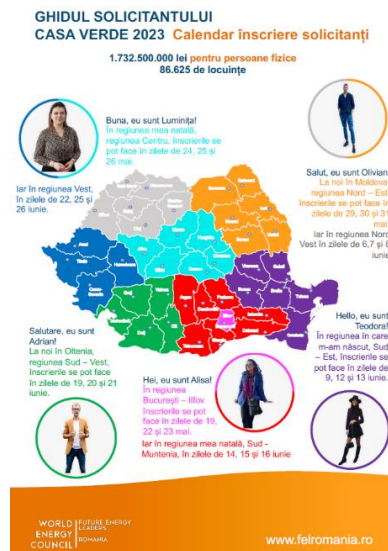 GHIDUL SOLICITANTULUI
CASA VERDE 2023 Calendar înscriere solicitanți
1.732.500.000 lei pentru persoane fizice
86.625 de locuințe
Buna, eu sunt Luminița!
În regiunea mea natală,
regiunea Centru, înscrierile se
pot face în zilele de 24, 25 și
26 mai.
Iar în regiunea Vest,
în zilele de 22, 25 și
26 iunie.
Salut, eu sunt Olivian
La noi în Moldova
regiunea Nord – Est
înscrierile se pot face în
zilele de 29, 30 și 31
mai
Iar în regiunea Nord
Vest în zilele de 6,7 și 8
iunie
Salutare, eu sunt
Adrian!
La noi în Oltenia,
regiunea Sud – Vest,
înscrierile se pot face
în zilele de 19, 20 și 21
iunie.
Hei, eu sunt Alisa!
În regiunea
București – Ilfov
înscrierile se pot
face în zilele de 19,
22 și 23 mai.
Iar în regiunea mea natală, Sud -
Muntenia, în zilele de 14, 15 și 16 iunie
Hello, eu sunt
Teodora!
În regiunea în care
m-am născut, Sud
– Est, înscrierile se
pot face în zilele de
9, 12 și 13 iunie.
WORLD
ENERGY
COUNCIL
FUTURE ENERGY
LEADERS
ROMANIA
www.felromania.ro